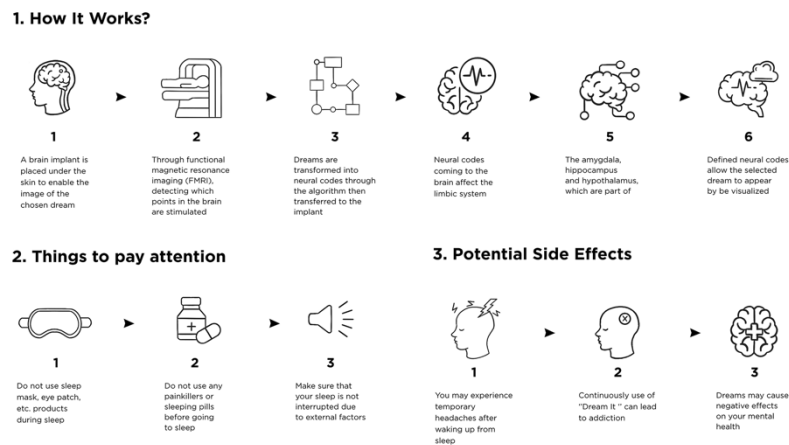 1. How It Works?
1
A brain implant is
placed under the
skin to enable the
image of the
chosen dream
2
Through functional
magnetic resonance
imaging (FMRI),
detecting which
points in the brain
are stimulated
3
Dreams are
transformed into
neural codes through
the algorithm then
transferred to the
implant
4
Neural codes
coming to the
brain affect the
limbic system
5
The amygdala,
hippocampus
and hypothalamus,
which are part of
6
Defined neural codes
allow the selected
dream to appear
by be visualized
2. Things to pay attention
1
Do not use sleep
mask, eye patch,
etc. products
during sleep
2
Do not use any
painkillers or
sleeping pills
before going
to sleep
3
Make sure that
your sleep is not
interrupted due
to external factors
3. Potential Side Effects
1
You may experience
temporary
headaches after
waking up from
sleep
2
Continuously use of
"Dream It " can lead
to addiction
3
Dreams may cause
negative effects
on your mental
health